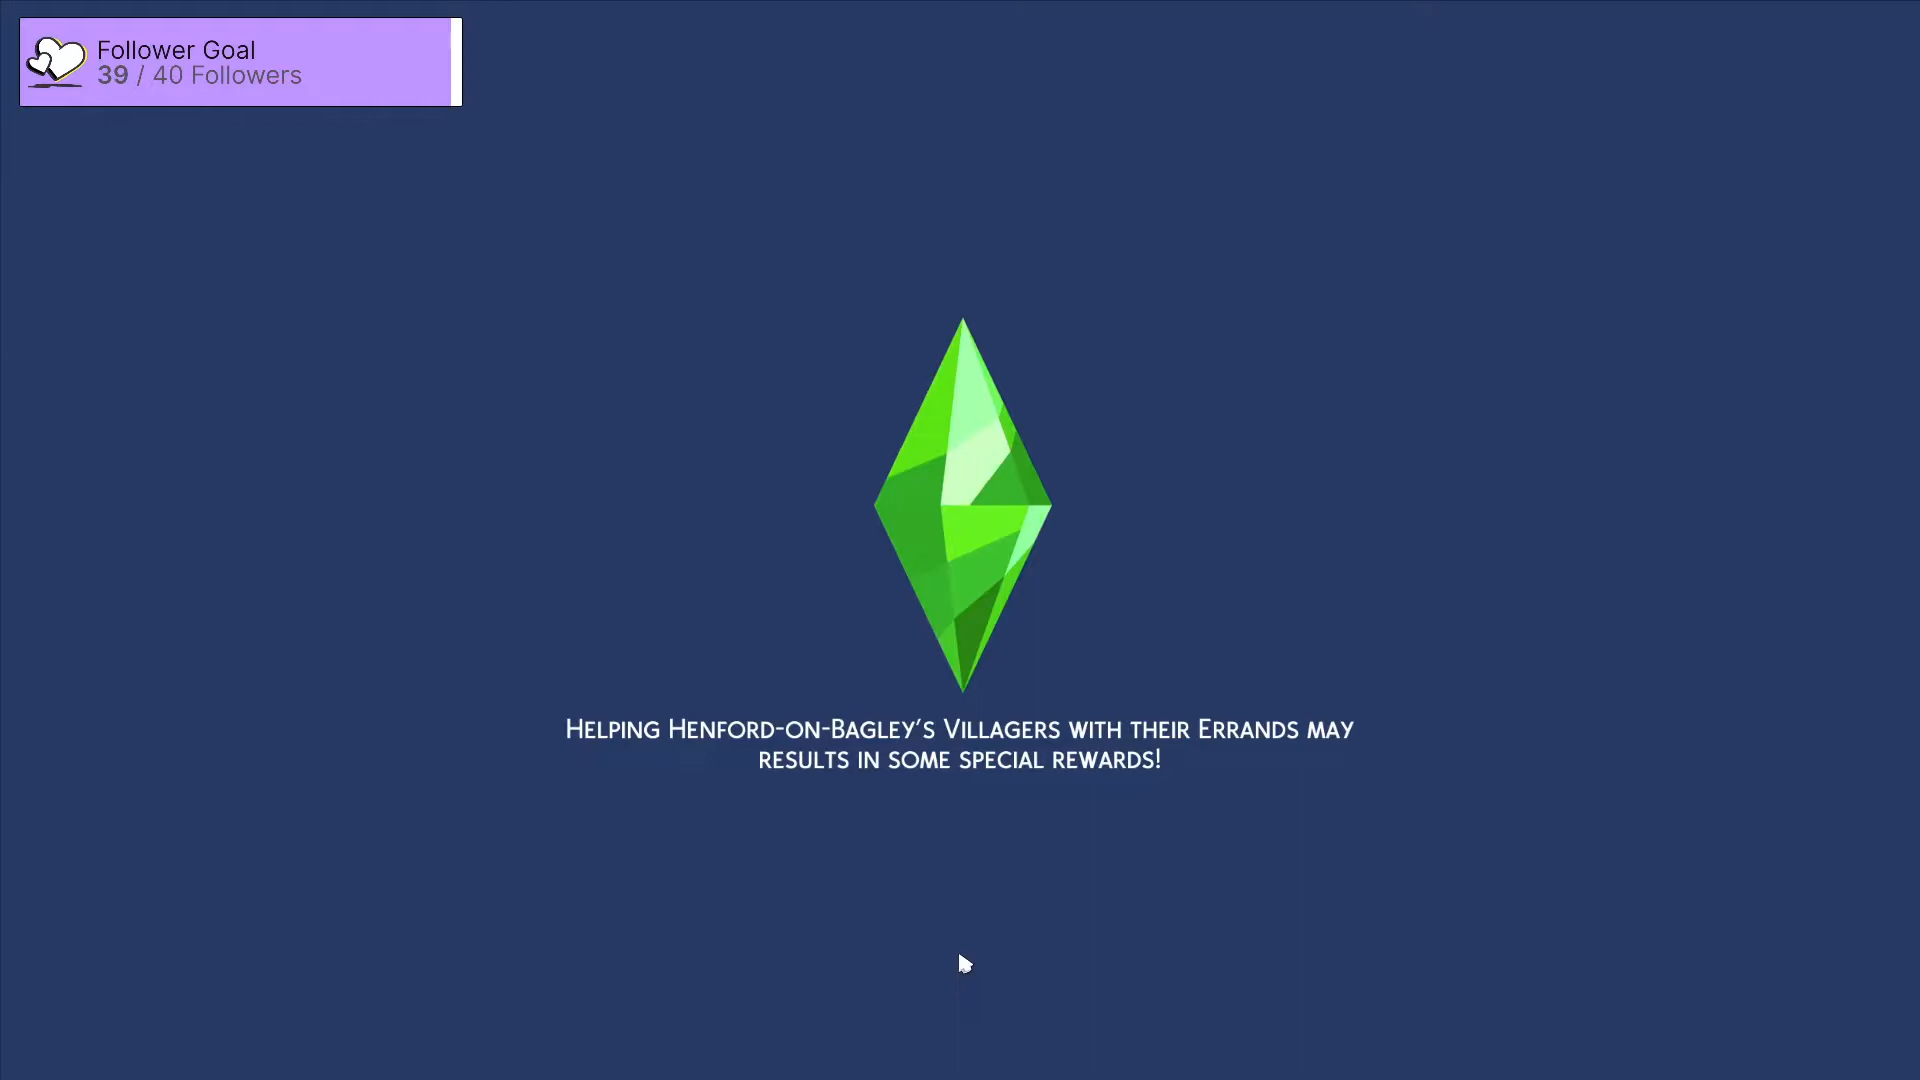 Follower Goal
39 / 40 Followers
Helping Henford-on-Bagley's Villagers with their Errands may
results in some special rewards!